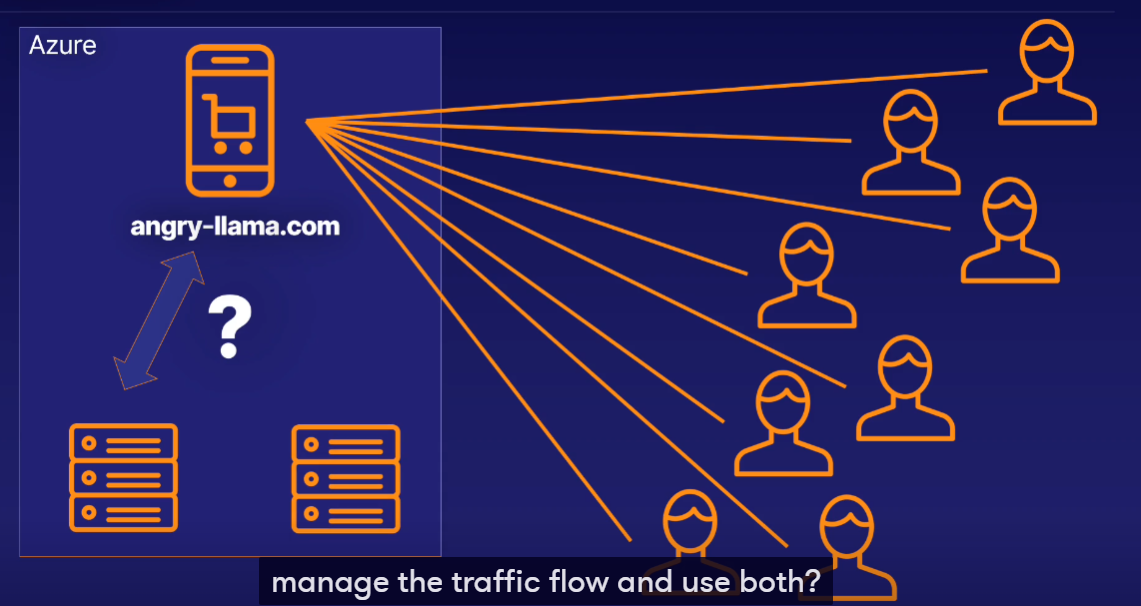 Azure
angry-llama.com
?
manage the traffic flow and use both?